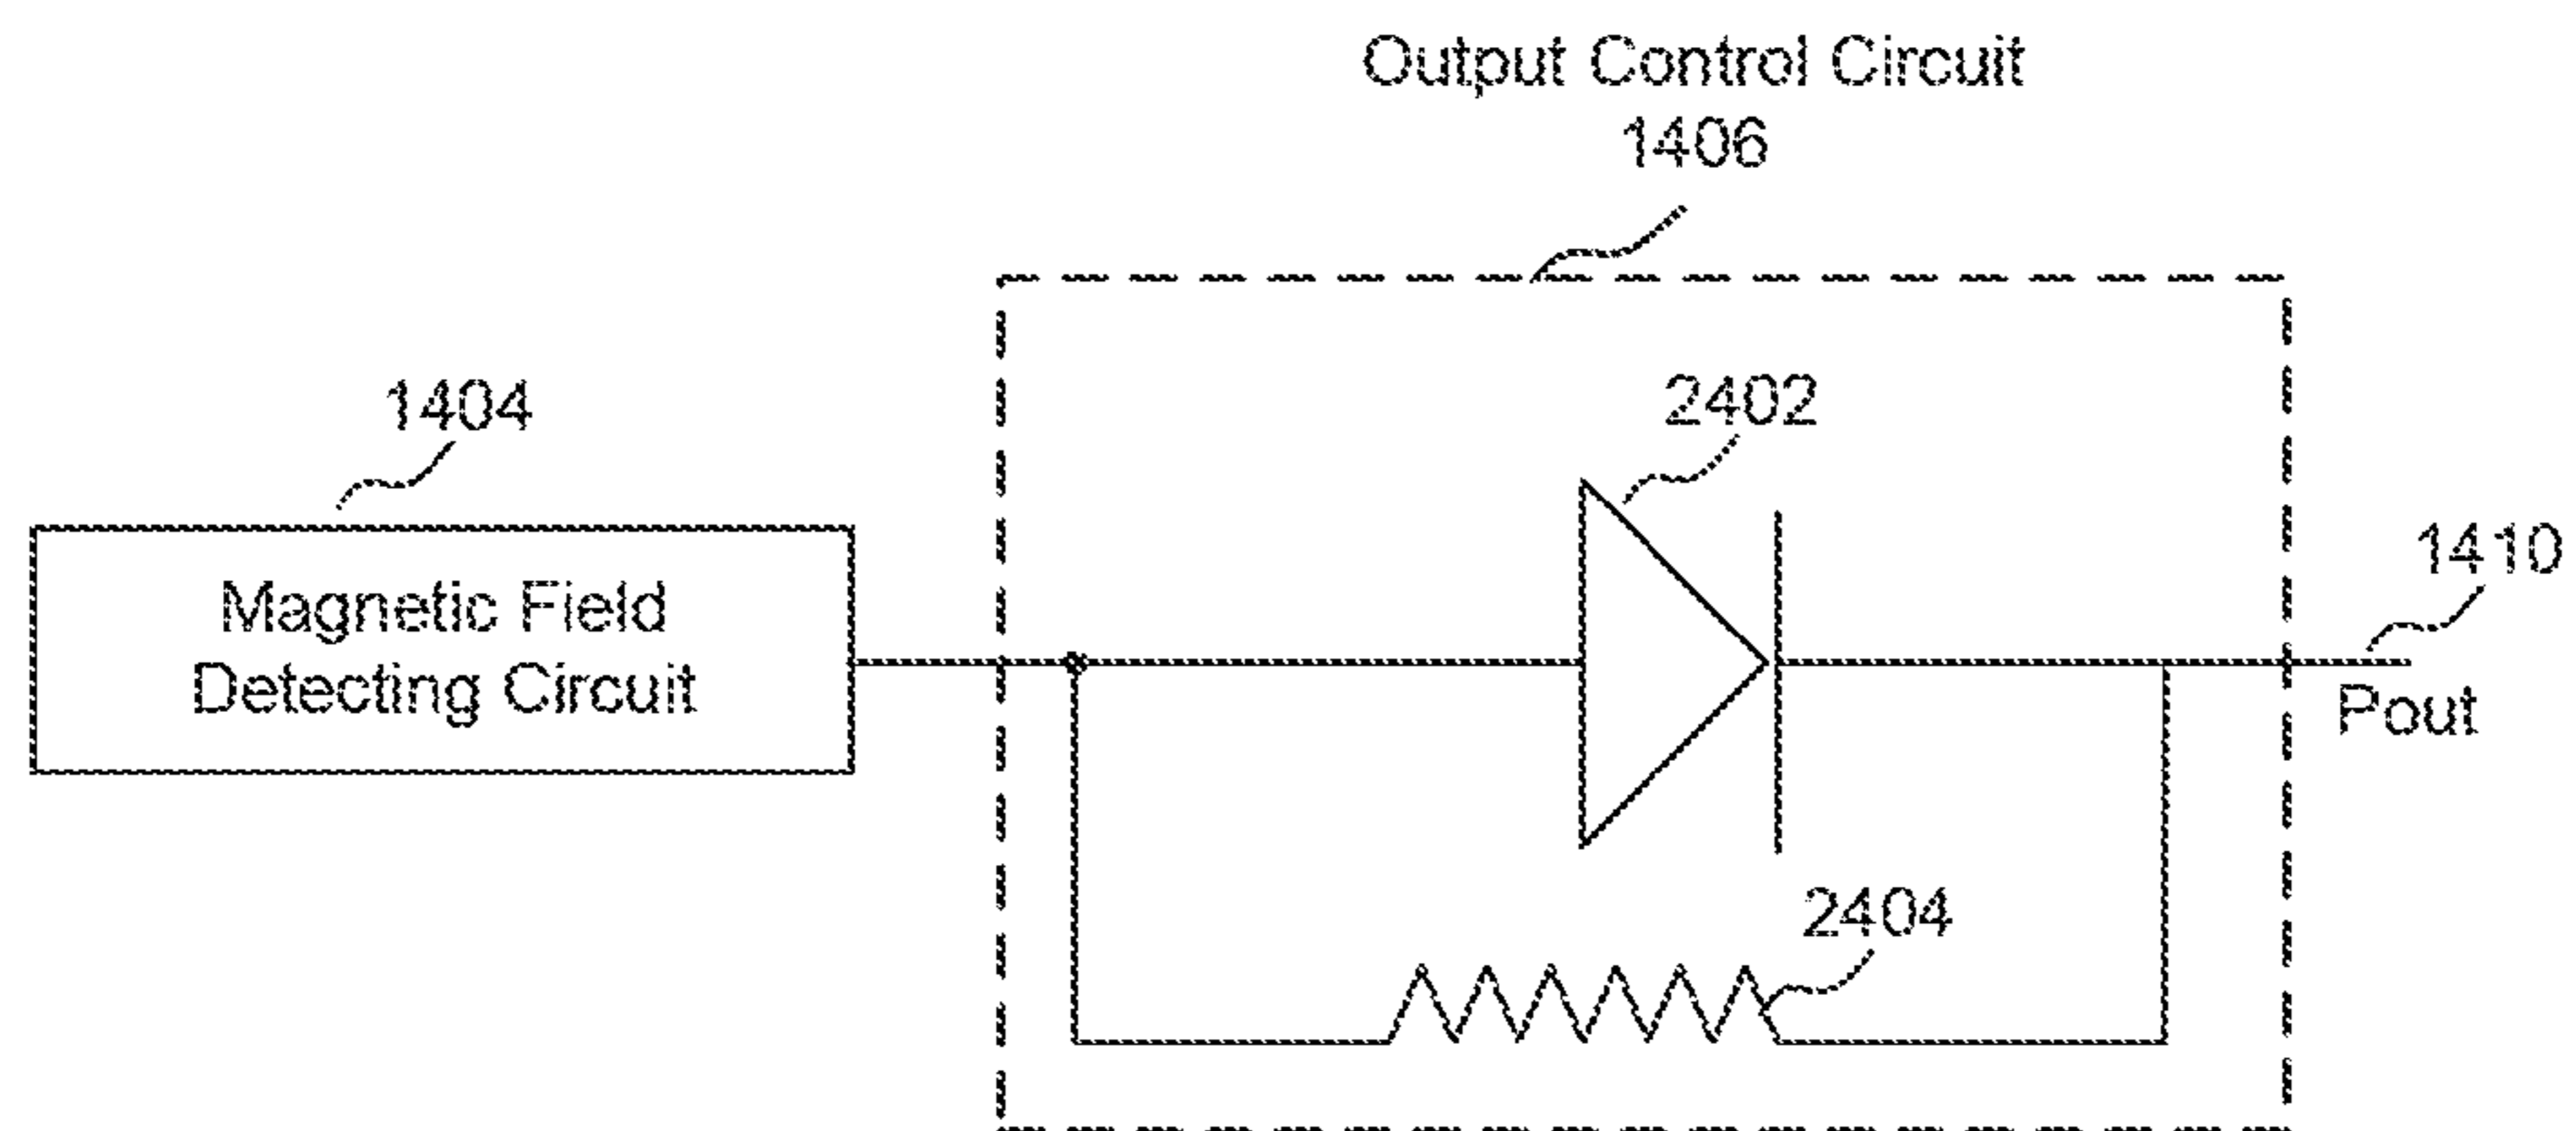 Output Control Circuit
1406
1404
2402
1410
Magnetic Field
Detecting Circuit
Pout
2404